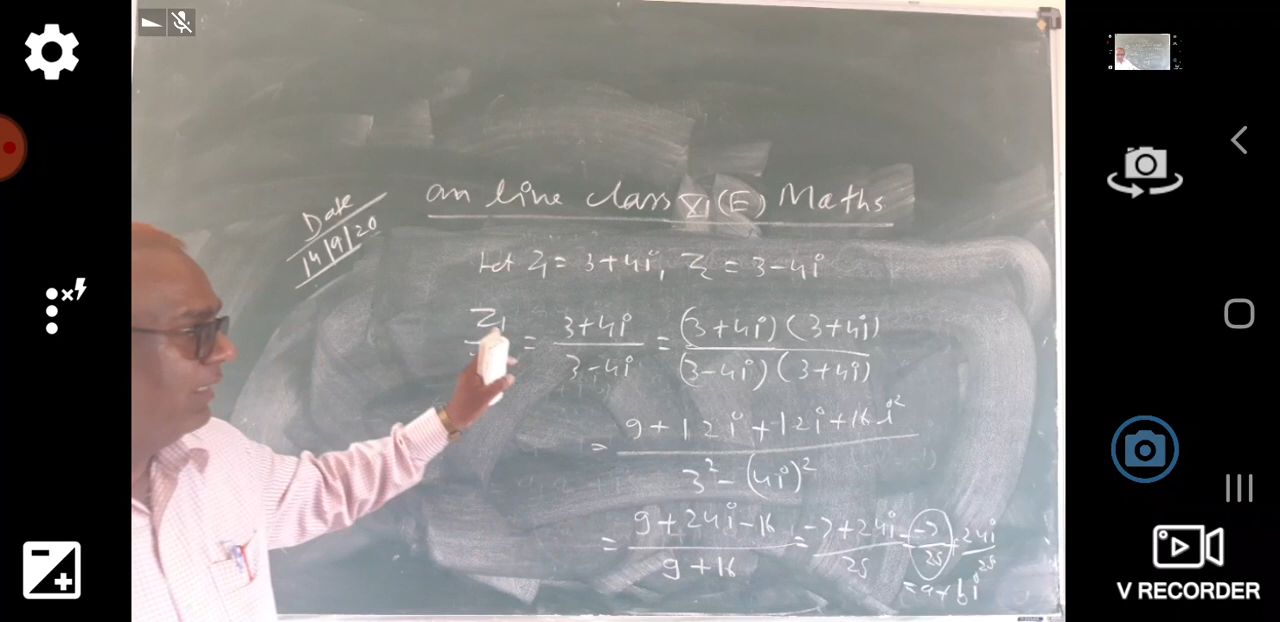 an line class XI(E) Maths
Date
14/9/20
Let Z1 = 3+4i, Z2 = 3-4i
Z1 = 3+4i / 3-4i = (3+4i)(3+4i) / (3-4i)(3+4i)
= 9+12i+12i+16i² / 3²-(4i)²
= 9+24i-16 / 9+16 = -7+24i / 25 = -7/25 + 24i/25
= a+bi
V RECORDER